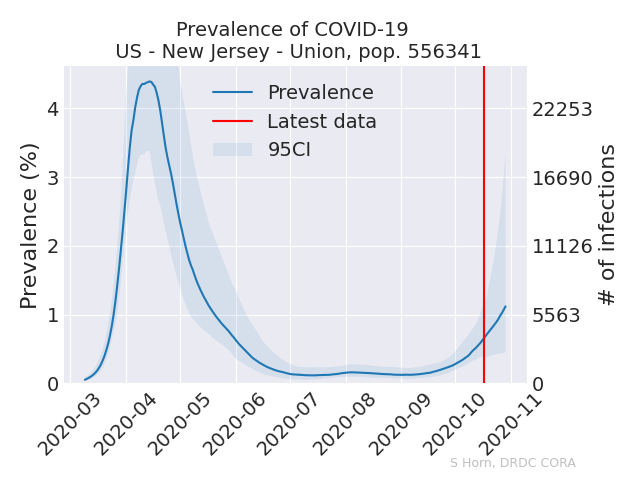 Prevalence of COVID-19
US - New Jersey - Union, pop. 556341
Prevalence
Latest data
95CI
Prevalence (%)
4
3
2
1
0
22253
16690
11126
5563
0
# of infections
2020-03
2020-04
2020-05
2020-06
2020-07
2020-08
2020-09
2020-10
2020-11
S Horn, DRDC CORA